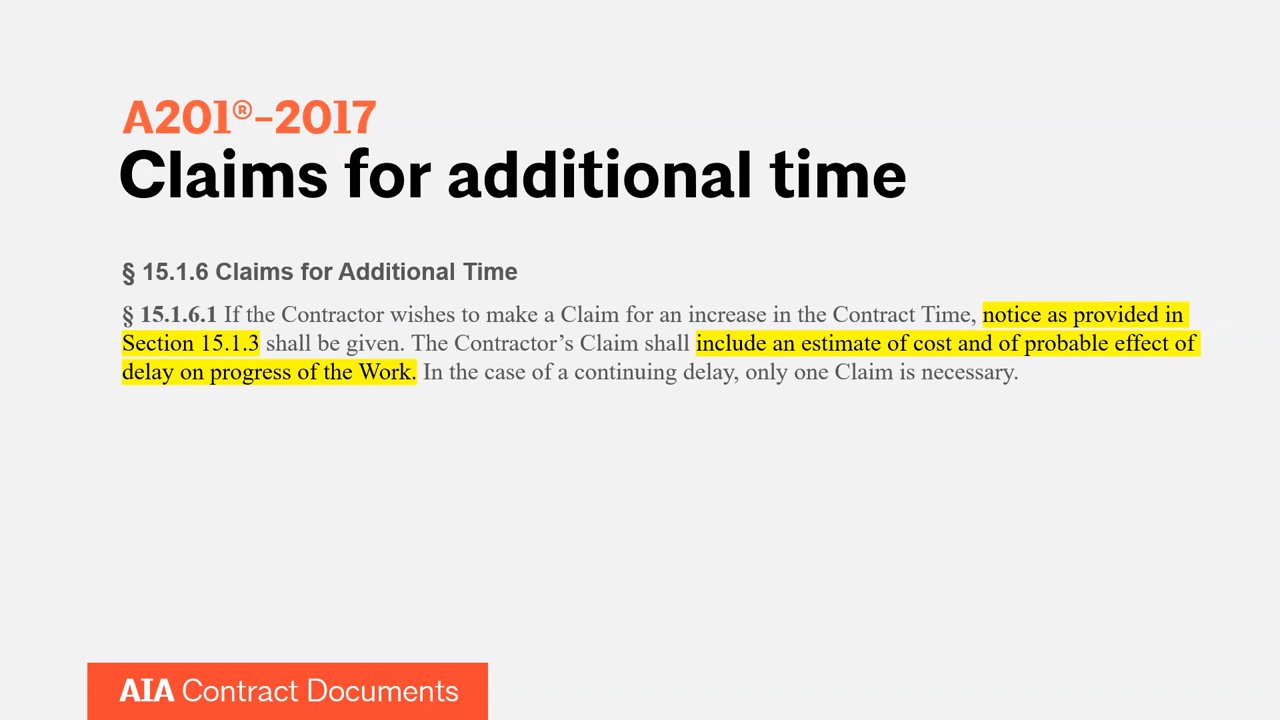 A201®–2017
Claims for additional time
§ 15.1.6 Claims for Additional Time
§ 15.1.6.1 If the Contractor wishes to make a Claim for an increase in the Contract Time, notice as provided in
Section 15.1.3 shall be given. The Contractor’s Claim shall include an estimate of cost and of probable effect of
delay on progress of the Work. In the case of a continuing delay, only one Claim is necessary.
AIA Contract Documents